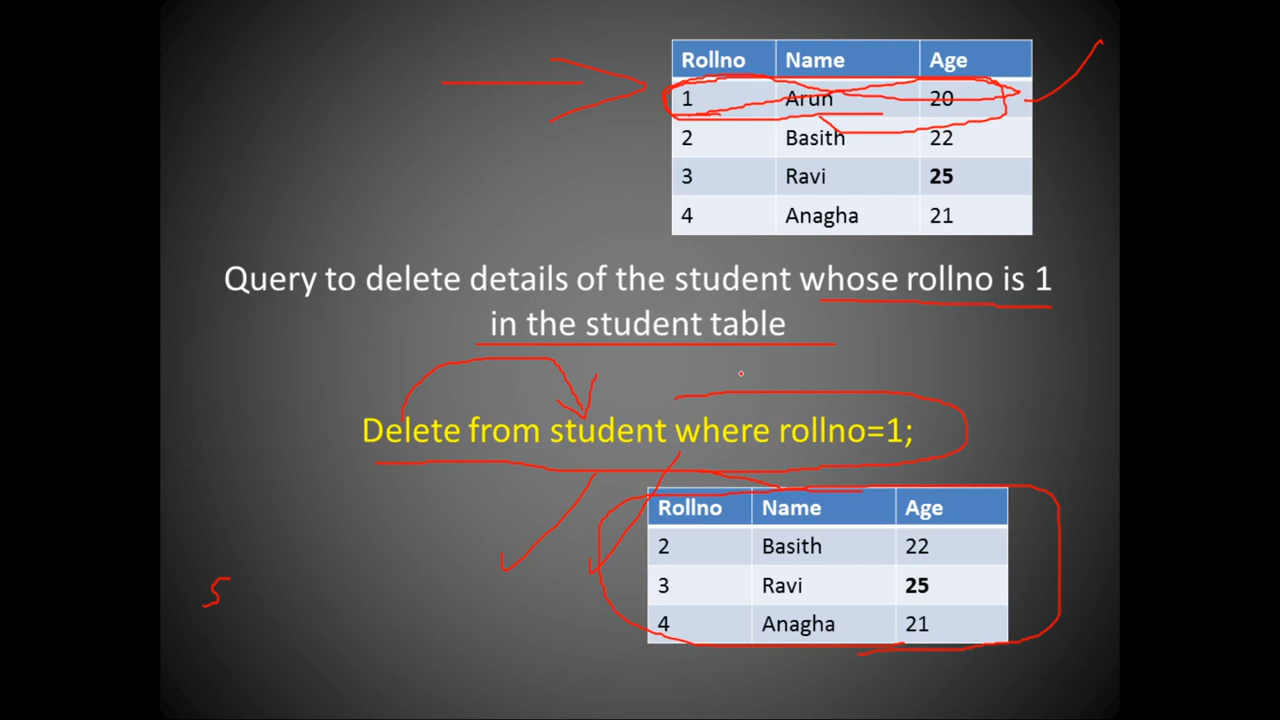 Rollno Name Age
1 Arun 20
2 Basith 22
3 Ravi 25
4 Anagha 21
Query to delete details of the student whose rollno is 1
in the student table
Delete from student where rollno=1;
Rollno Name Age
2 Basith 22
3 Ravi 25
4 Anagha 21
S